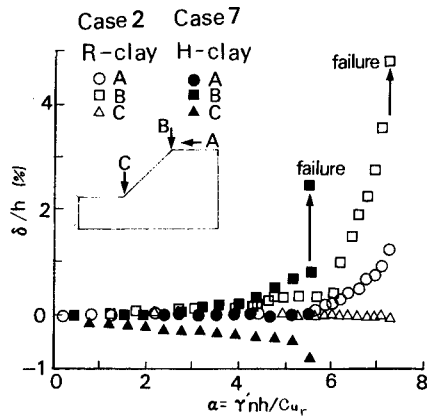 Case 2 Case 7
R-clay H-clay
A A
B B
C C
B
A
C
failure
failure
4
2
0
-1
δ/h (%)
0 2 4 6 8
α = γ'nh/Cur